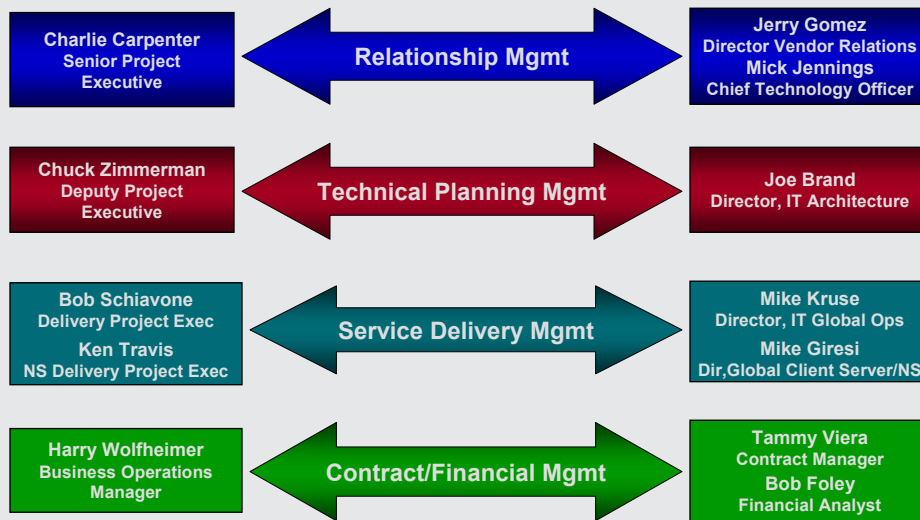 Charlie Carpenter
Senior Project
Executive
Relationship Mgmt
Jerry Gomez
Director Vendor Relations
Mick Jennings
Chief Technology Officer
Chuck Zimmerman
Deputy Project
Executive
Technical Planning Mgmt
Joe Brand
Director, IT Architecture
Bob Schiavone
Delivery Project Exec
Ken Travis
NS Delivery Project Exec
Service Delivery Mgmt
Mike Kruse
Director, IT Global Ops
Mike Giresi
Dir,Global Client Server/NS
Harry Wolfheimer
Business Operations
Manager
Contract/Financial Mgmt
Tammy Viera
Contract Manager
Bob Foley
Financial Analyst